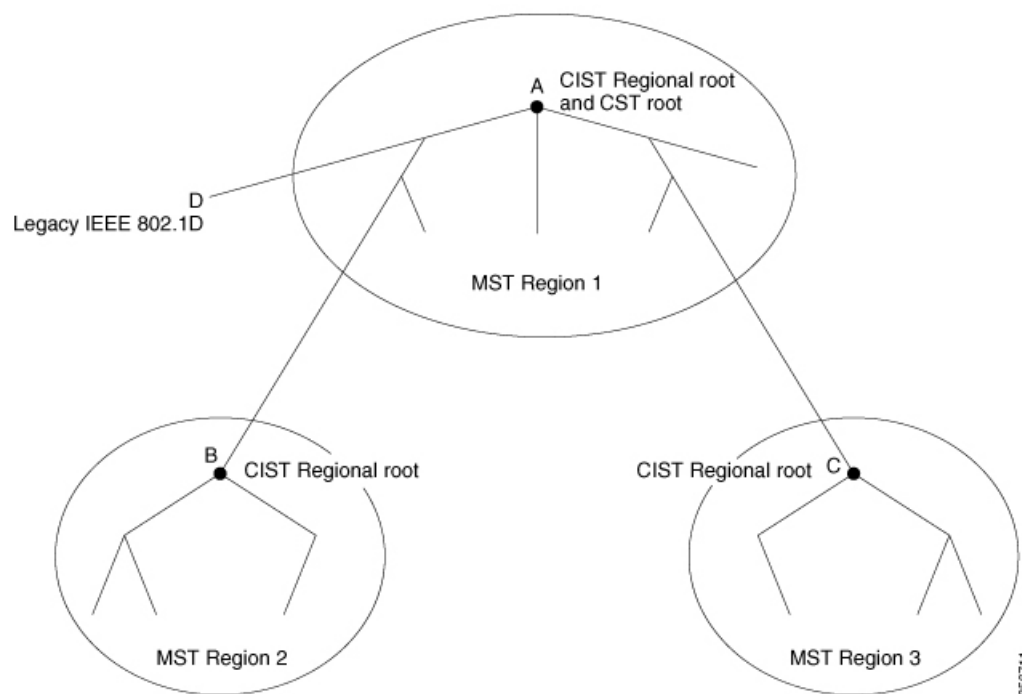 A
CIST Regional root
and CST root
D
Legacy IEEE 802.1D
MST Region 1
B
CIST Regional root
CIST Regional root
C
MST Region 2
MST Region 3